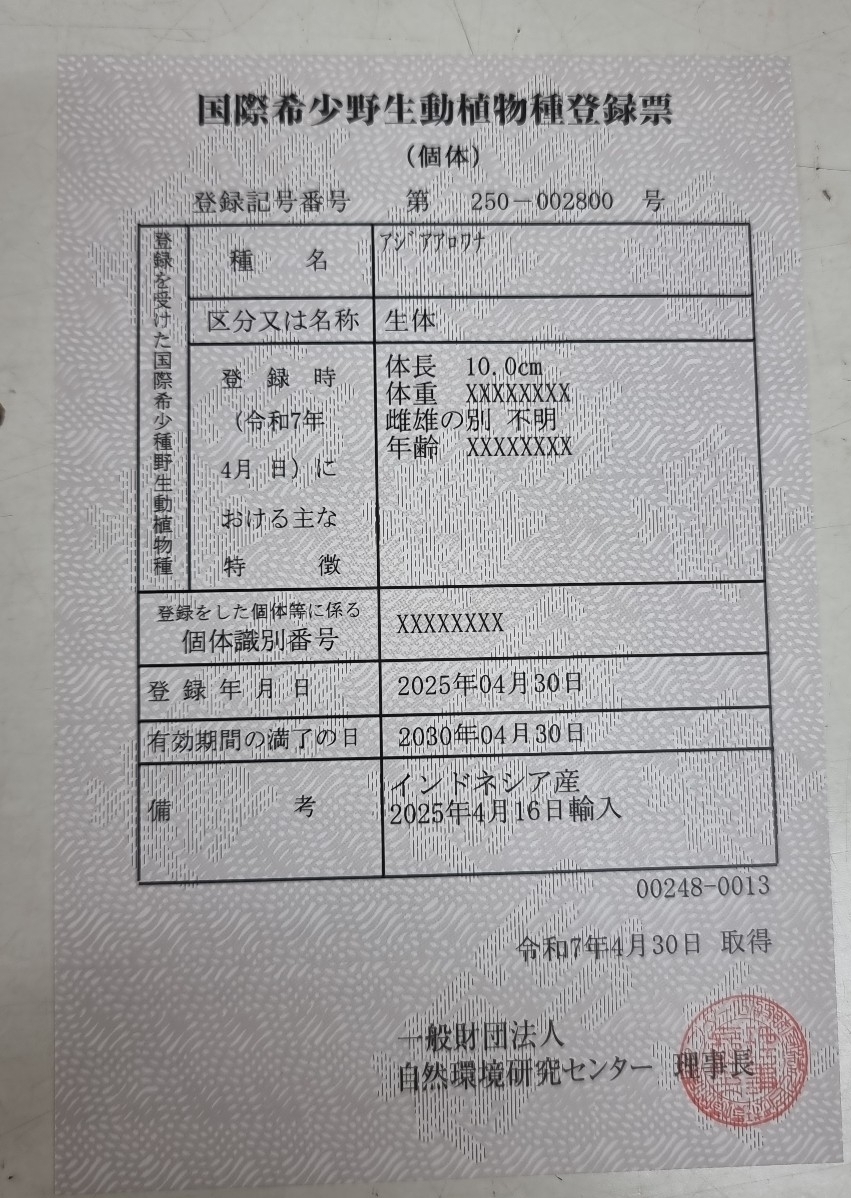 国際希少野生動植物種登録票
（個体）
登録記号番号 第 250－002800 号
登録を受けた国際希少種野生動植物種
種 名
ｱｼﾞｱｱﾛﾜﾅ
区分又は名称 生体
登 録 時
（令和7年
4月 日）に
おける主な
特 徴
体長 10.0cm
体重 XXXXXXXX
雌雄の別 不明
年齢 XXXXXXXX
登録をした個体等に係る
個体識別番号
XXXXXXXX
登 録 年 月 日 2025年04月30日
有効期間の満了の日 2030年04月30日
備 考
インドネシア産
2025年4月16日輸入
00248-0013
令和7年4月30日 取得
一般財団法人
自然環境研究センター 理事長